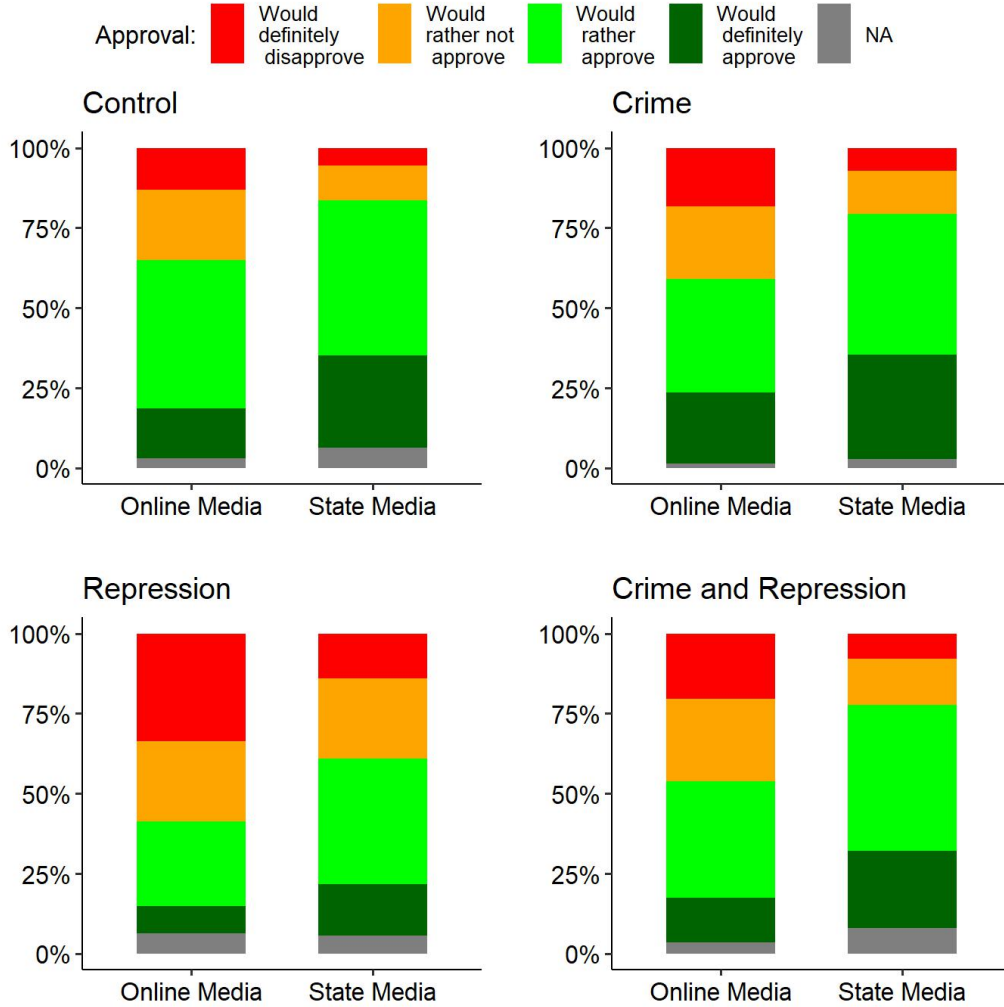 Approval:
Would
definitely
disapprove
Would
rather not
approve
Would
rather
approve
Would
definitely
approve
NA
Control
100%
75%
50%
25%
0%
Online Media State Media
Crime
100%
75%
50%
25%
0%
Online Media State Media
Repression
100%
75%
50%
25%
0%
Online Media State Media
Crime and Repression
100%
75%
50%
25%
0%
Online Media State Media